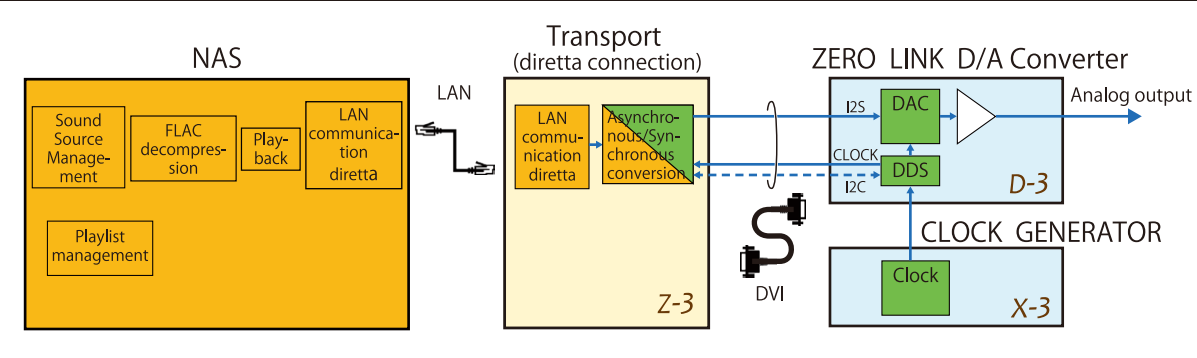 NAS
Sound
Source
Manage-
ment
FLAC
decompres-
sion
Play-
back
LAN
communica-
tion
diretta
Playlist
management
LAN
Transport
(diretta connection)
LAN
commu-
nication
diretta
Asynchro-
nous/Syn-
chronous
conversion
Z-3
DVI
ZERO LINK D/A Converter
I2S
DAC
CLOCK
DDS
I2C
D-3
Analog output
CLOCK GENERATOR
Clock
X-3